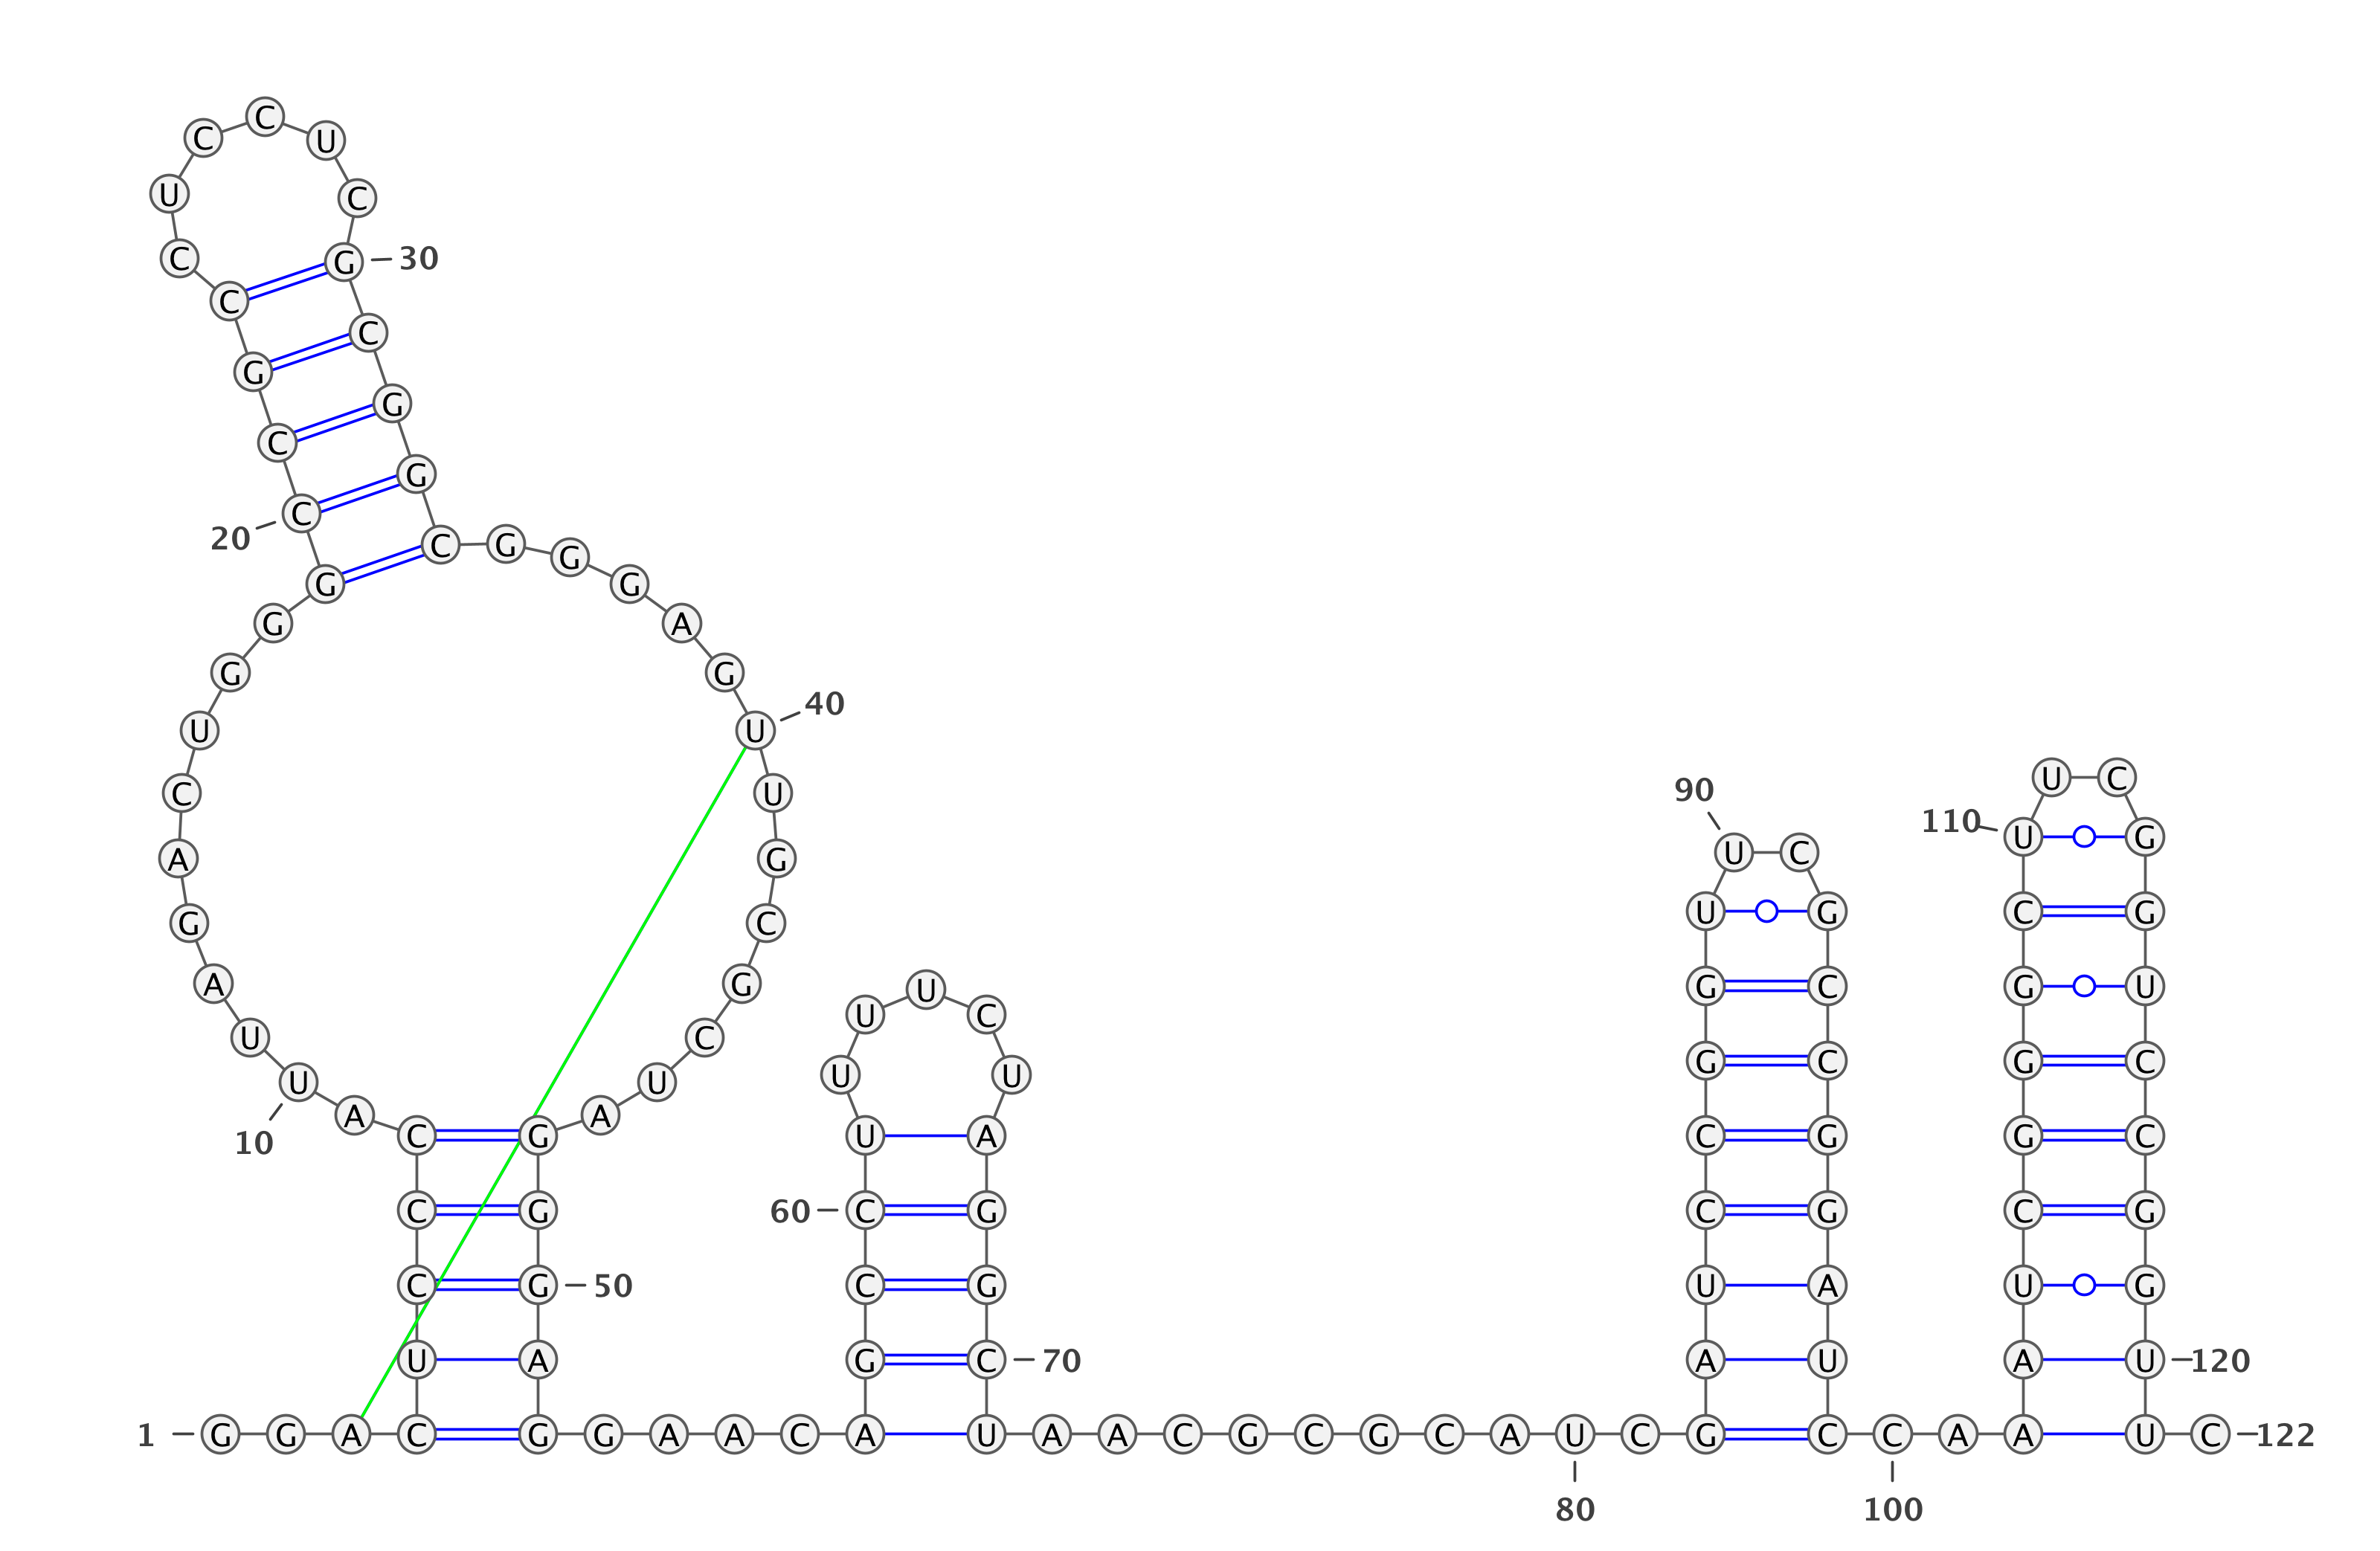 C
C U
U C
C G 30
C
C
G
G
C
G
C
20
C G G
G G
G A
G G
40
U U
U C
90
C U
110
U G
U C
A G
U G C G
G C
A G G C G U
U
U C
U C
G C G C
U U
U U
A A
C G U A C G G C
10
C G 60 C G C G C G
C G 50 C G U A U G
U A G C 70 A U A U 120
1 G G A C G G A A C A U A A C G C G C A U C G C C A A U C 122
80 100